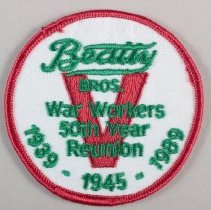 Beatty
BROS.
War Workers
50th Year
Reunion
V
1939 - 1945 - 1989